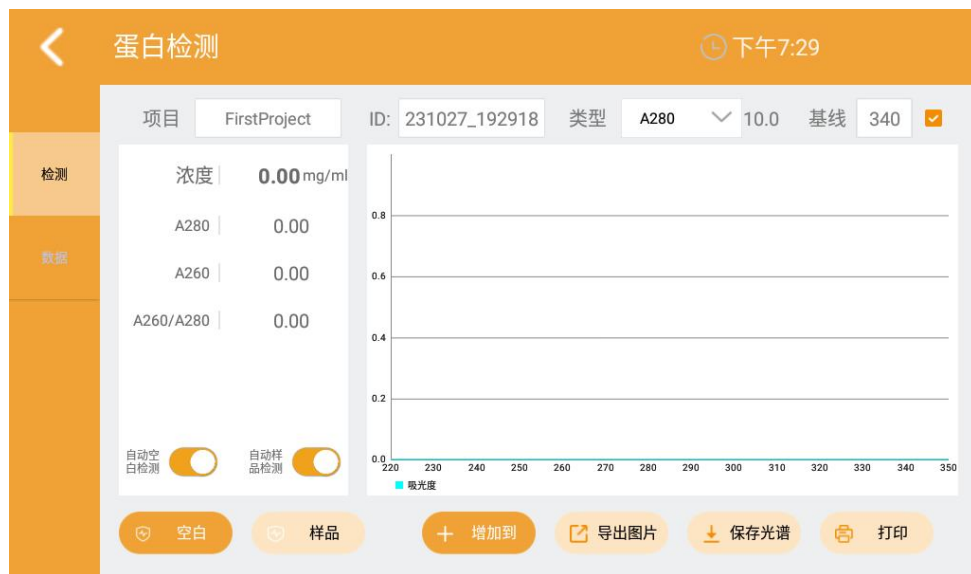 蛋白检测 下午7:29
项目 FirstProject ID: 231027_192918 类型 A280 10.0 基线 340
检测
数据
浓度 0.00 mg/ml
A280 0.00
A260 0.00
A260/A280 0.00
自动空白检测
自动样品检测
0.8
0.6
0.4
0.2
0.0
220 230 240 250 260 270 280 290 300 310 320 330 340 350
吸光度
空白 样品 增加到 导出图片 保存光谱 打印